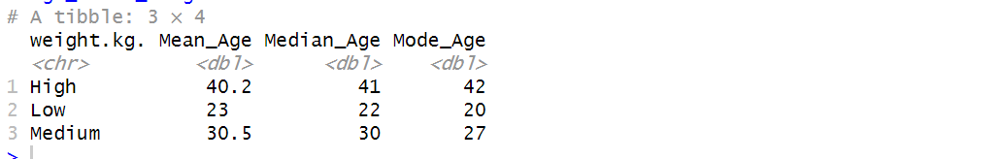 # A tibble: 3 × 4
weight.kg. Mean_Age Median_Age Mode_Age
<chr> <dbl> <dbl> <dbl>
1 High 40.2 41 42
2 Low 23 22 20
3 Medium 30.5 30 27
>